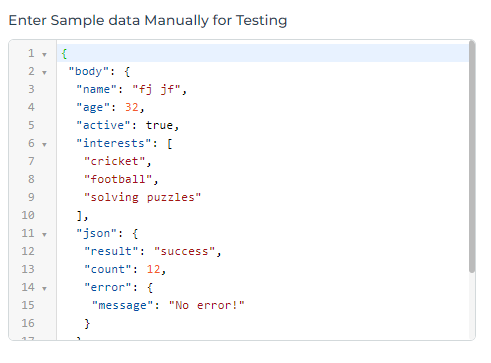 Enter Sample data Manually for Testing
1 {
2 "body": {
3 "name": "fj jf",
4 "age": 32,
5 "active": true,
6 "interests": [
7 "cricket",
8 "football",
9 "solving puzzles"
10 ],
11 "json": {
12 "result": "success",
13 "count": 12,
14 "error": {
15 "message": "No error!"
16 }